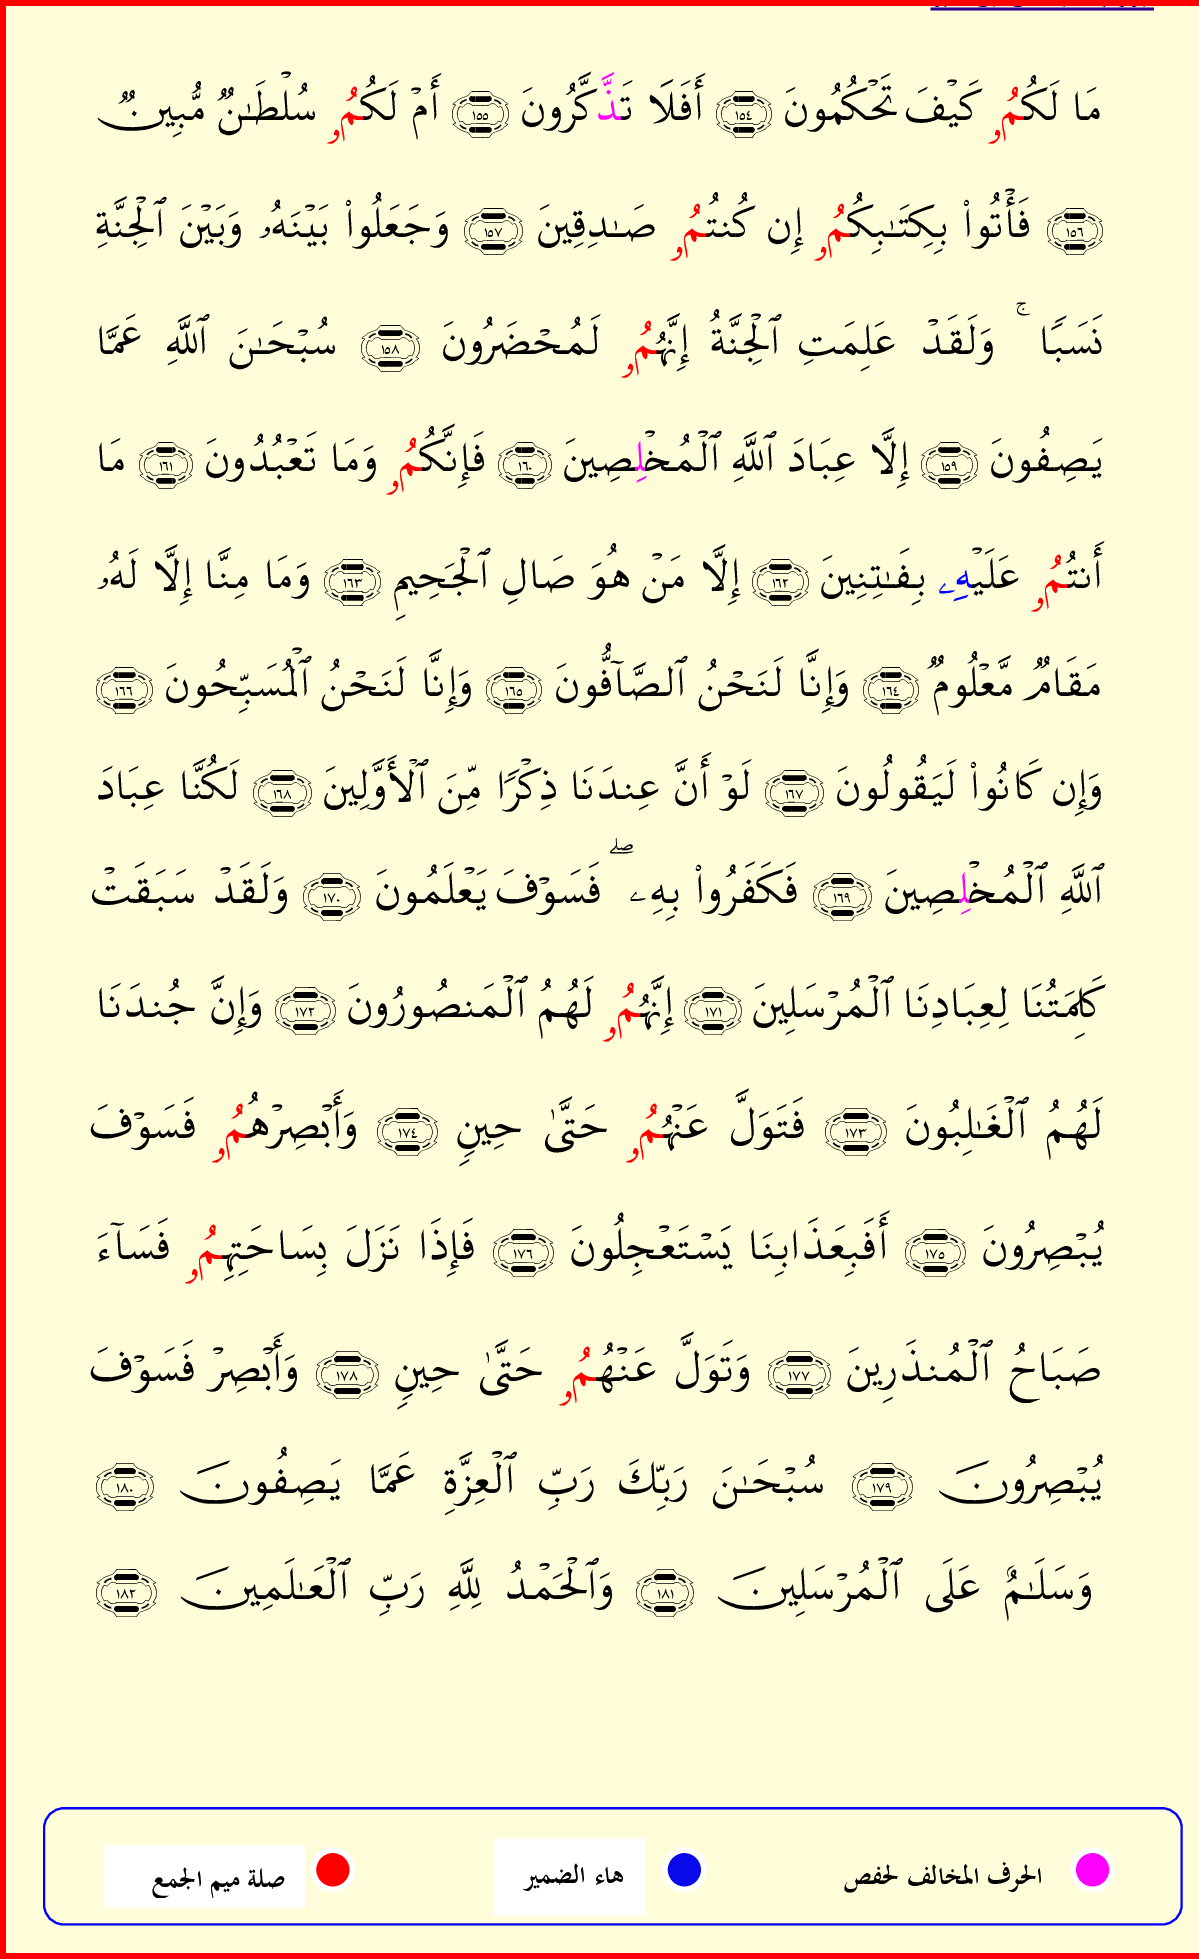 مَا لَكُمُۥ كَيْفَ تَحْكُمُونَ ١٥٤ أَفَلَا تَذَّكَّرُونَ ١٥٥ أَمْ لَكُمُۥ سُلْطَـٰنٌ مُّبِينٌ
١٥٦ فَأْتُوا۟ بِكِتَـٰبِكُمُۥ إِن كُنتُمُۥ صَـٰدِقِينَ ١٥٧ وَجَعَلُوا۟ بَيْنَهُۥ وَبَيْنَ ٱلْجِنَّةِ
نَسَبًا ۚ وَلَقَدْ عَلِمَتِ ٱلْجِنَّةُ إِنَّهُمُۥ لَمُحْضَرُونَ ١٥٨ سُبْحَـٰنَ ٱللَّهِ عَمَّا
يَصِفُونَ ١٥٩ إِلَّا عِبَادَ ٱللَّهِ ٱلْمُخْلِصِينَ ١٦٠ فَإِنَّكُمُۥ وَمَا تَعْبُدُونَ ١٦١ مَا
أَنتُمُۥ عَلَيْهِۦ بِفَـٰتِنِينَ ١٦٢ إِلَّا مَنْ هُوَ صَالِ ٱلْجَحِيمِ ١٦٣ وَمَا مِنَّا إِلَّا لَهُۥ
مَقَامٌ مَّعْلُومٌ ١٦٤ وَإِنَّا لَنَحْنُ ٱلصَّآفُّونَ ١٦٥ وَإِنَّا لَنَحْنُ ٱلْمُسَبِّحُونَ ١٦٦
وَإِن كَانُوا۟ لَيَقُولُونَ ١٦٧ لَوْ أَنَّ عِندَنَا ذِكْرًا مِّنَ ٱلْأَوَّلِينَ ١٦٨ لَكُنَّا عِبَادَ
ٱللَّهِ ٱلْمُخْلِصِينَ ١٦٩ فَكَفَرُوا۟ بِهِۦ ۖ فَسَوْفَ يَعْلَمُونَ ١٧٠ وَلَقَدْ سَبَقَتْ
كَلِمَتُنَا لِعِبَادِنَا ٱلْمُرْسَلِينَ ١٧١ إِنَّهُمُۥ لَهُمُ ٱلْمَنصُورُونَ ١٧٢ وَإِنَّ جُندَنَا
لَهُمُ ٱلْغَـٰلِبُونَ ١٧٣ فَتَوَلَّ عَنْهُمُۥ حَتَّىٰ حِينٍ ١٧٤ وَأَبْصِرْهُمُۥ فَسَوْفَ
يُبْصِرُونَ ١٧٥ أَفَبِعَذَابِنَا يَسْتَعْجِلُونَ ١٧٦ فَإِذَا نَزَلَ بِسَاحَتِهِمُۥ فَسَآءَ
صَبَاحُ ٱلْمُنذَرِينَ ١٧٧ وَتَوَلَّ عَنْهُمُۥ حَتَّىٰ حِينٍ ١٧٨ وَأَبْصِرْ فَسَوْفَ
يُبْصِرُونَ ١٧٩ سُبْحَـٰنَ رَبِّكَ رَبِّ ٱلْعِزَّةِ عَمَّا يَصِفُونَ ١٨٠
وَسَلَـٰمٌ عَلَى ٱلْمُرْسَلِينَ ١٨١ وَٱلْحَمْدُ لِلَّهِ رَبِّ ٱلْعَـٰلَمِينَ ١٨٢
الحرف المخالف لحفص هاء الضمير صلة ميم الجمع